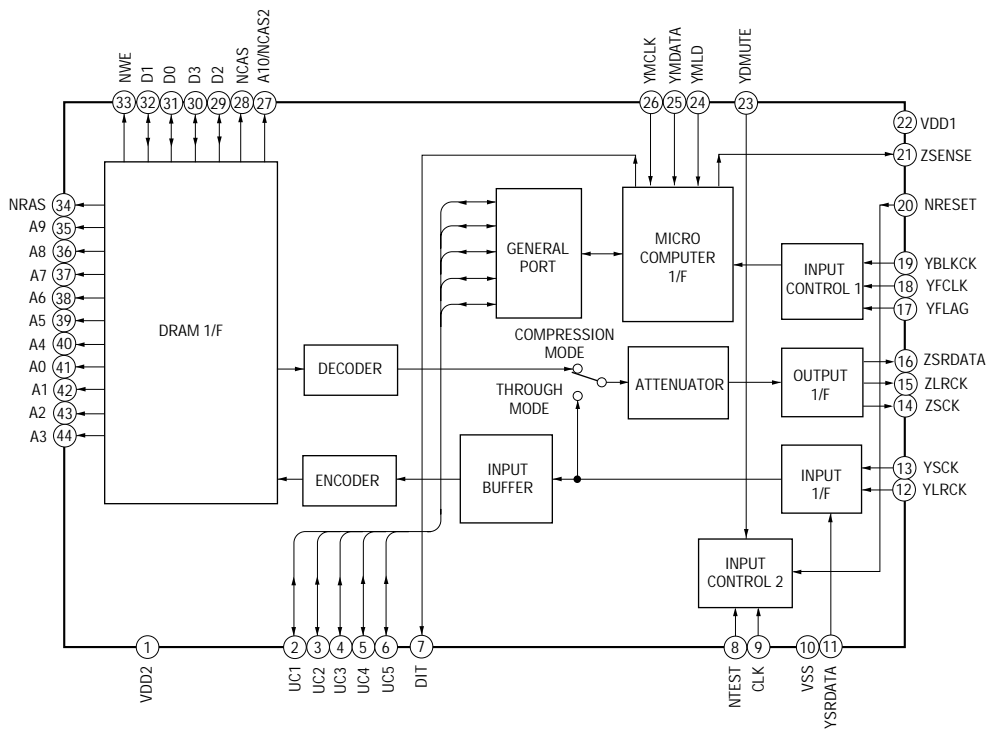 NWE
D1
D0
D3
D2
NCAS
A10/NCAS2
YMCLK
YMDATA
YMLD
YDMUTE
33 32 31 30 29 28 27
26 25 24 23
22 VDD1
21 ZSENSE
20 NRESET
19 YBLKCK
18 YFCLK
17 YFLAG
16 ZSRDATA
15 ZLRCK
14 ZSCK
13 YSCK
12 YLRCK
NRAS 34
A9 35
A8 36
A7 37
A6 38
A5 39
A4 40
A0 41
A1 42
A2 43
A3 44
DRAM 1/F
GENERAL
PORT
MICRO
COMPUTER
1/F
INPUT
CONTROL 1
DECODER
COMPRESSION
MODE
THROUGH
MODE
ATTENUATOR
OUTPUT
1/F
ENCODER
INPUT
BUFFER
INPUT
1/F
INPUT
CONTROL 2
1 2 3 4 5 6 7 8 9 10 11
VDD2
UC1
UC2
UC3
UC4
UC5
DIT
NTEST
CLK
VSS
YSRDATA